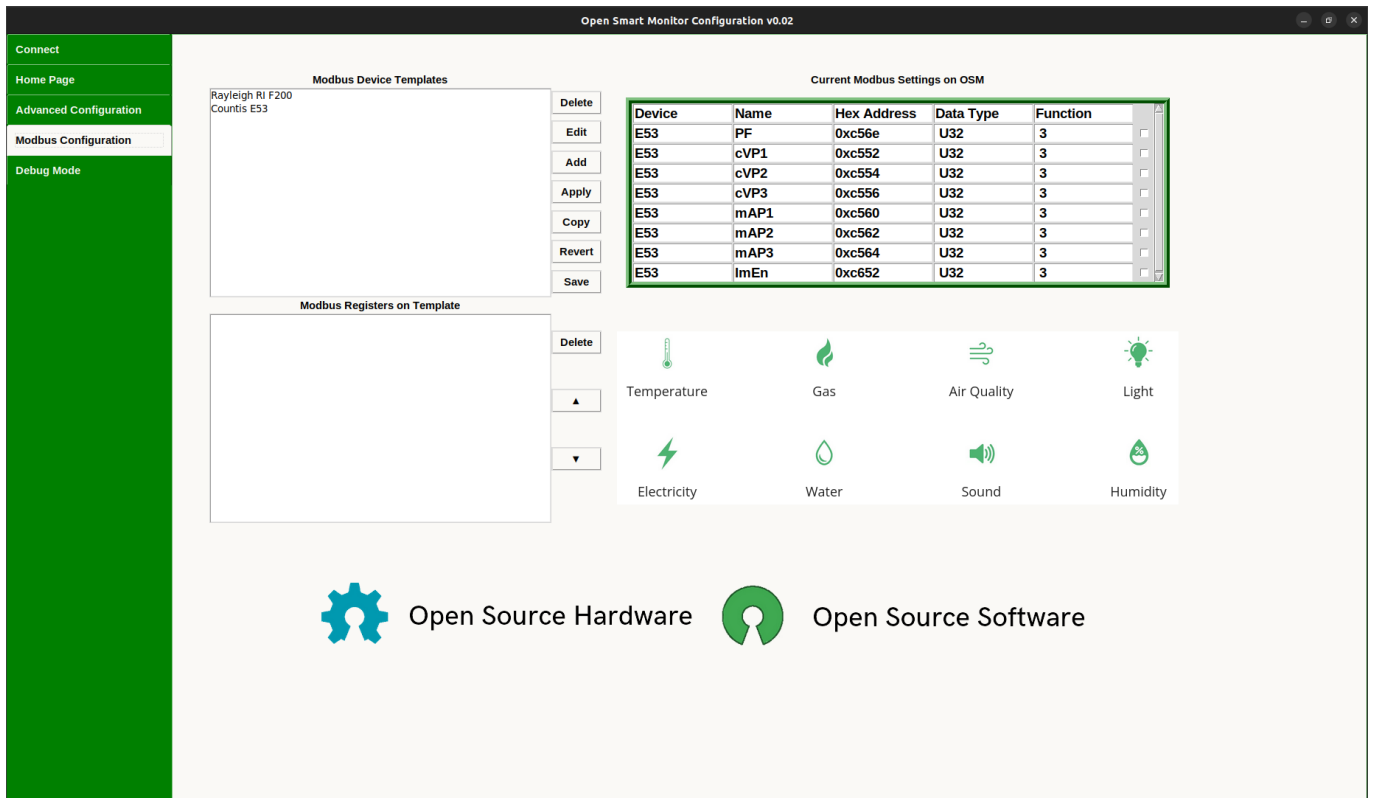 Open Smart Monitor Configuration v0.02
Connect
Home Page
Advanced Configuration
Modbus Configuration
Debug Mode
Modbus Device Templates
Rayleigh RI F200
Countis E53
Delete
Edit
Add
Apply
Copy
Revert
Save
Modbus Registers on Template
Delete
Current Modbus Settings on OSM
Device Name Hex Address Data Type Function
E53 PF 0xc56e U32 3
E53 cVP1 0xc552 U32 3
E53 cVP2 0xc554 U32 3
E53 cVP3 0xc556 U32 3
E53 mAP1 0xc560 U32 3
E53 mAP2 0xc562 U32 3
E53 mAP3 0xc564 U32 3
E53 ImEn 0xc652 U32 3
Temperature Gas Air Quality Light
%
Electricity Water Sound Humidity
Open Source Hardware Open Source Software